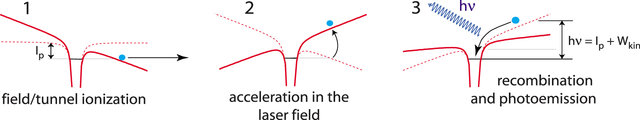 1
Ip
field/tunnel ionization
2
acceleration in the
laser field
3
hν
hν = Ip + Wkin
recombination
and photoemission